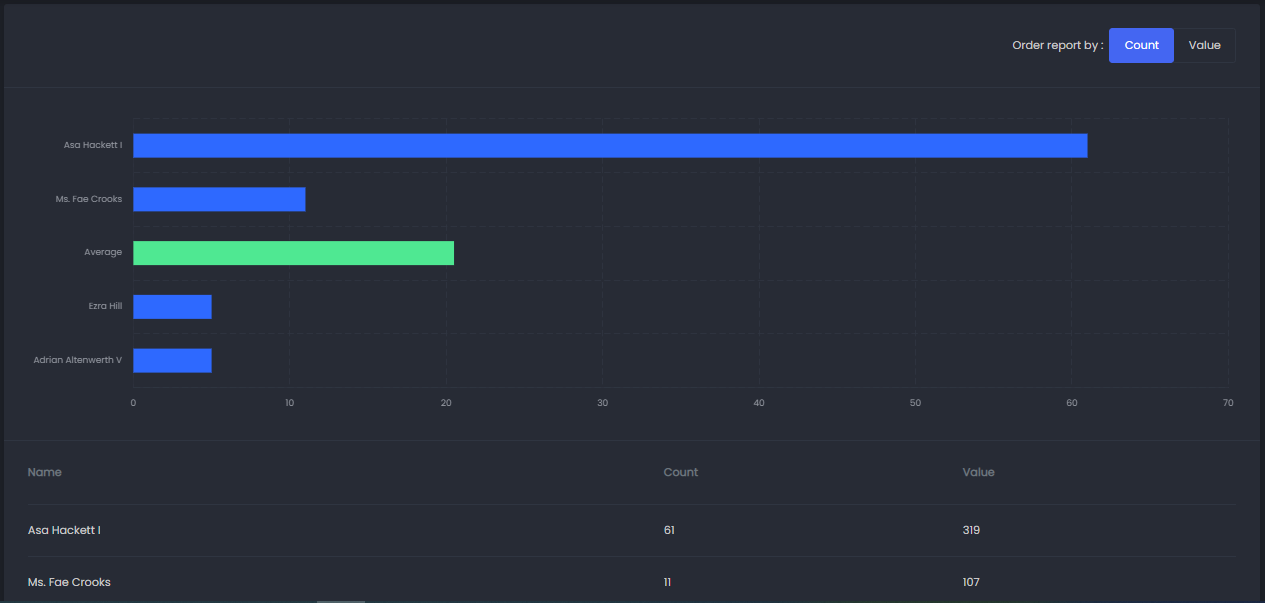 Order report by : Count Value
Asa Hackett I
Ms. Fae Crooks
Average
Ezra Hill
Adrian Altenwerth V
0 10 20 30 40 50 60 70
Name Count Value
Asa Hackett I 61 319
Ms. Fae Crooks 11 107